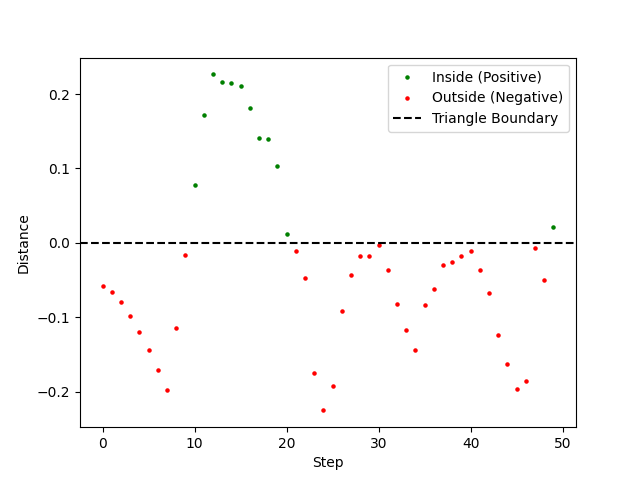 Inside (Positive)
Outside (Negative)
Triangle Boundary
Distance
0.2
0.1
0.0
−0.1
−0.2
0 10 20 30 40 50
Step